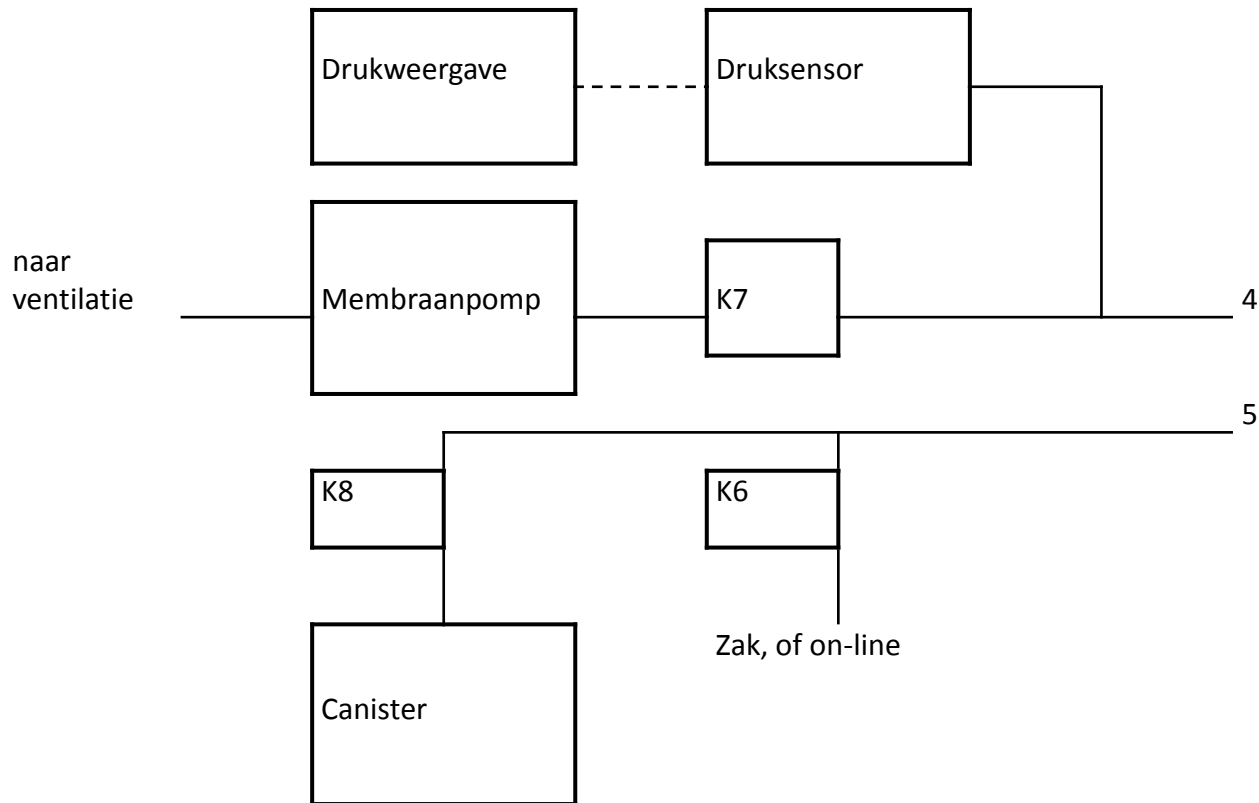 Drukweergave
Druksensor
naar
ventilatie
Membraanpomp
K7
4
5
K8
K6
Zak, of on-line
Canister